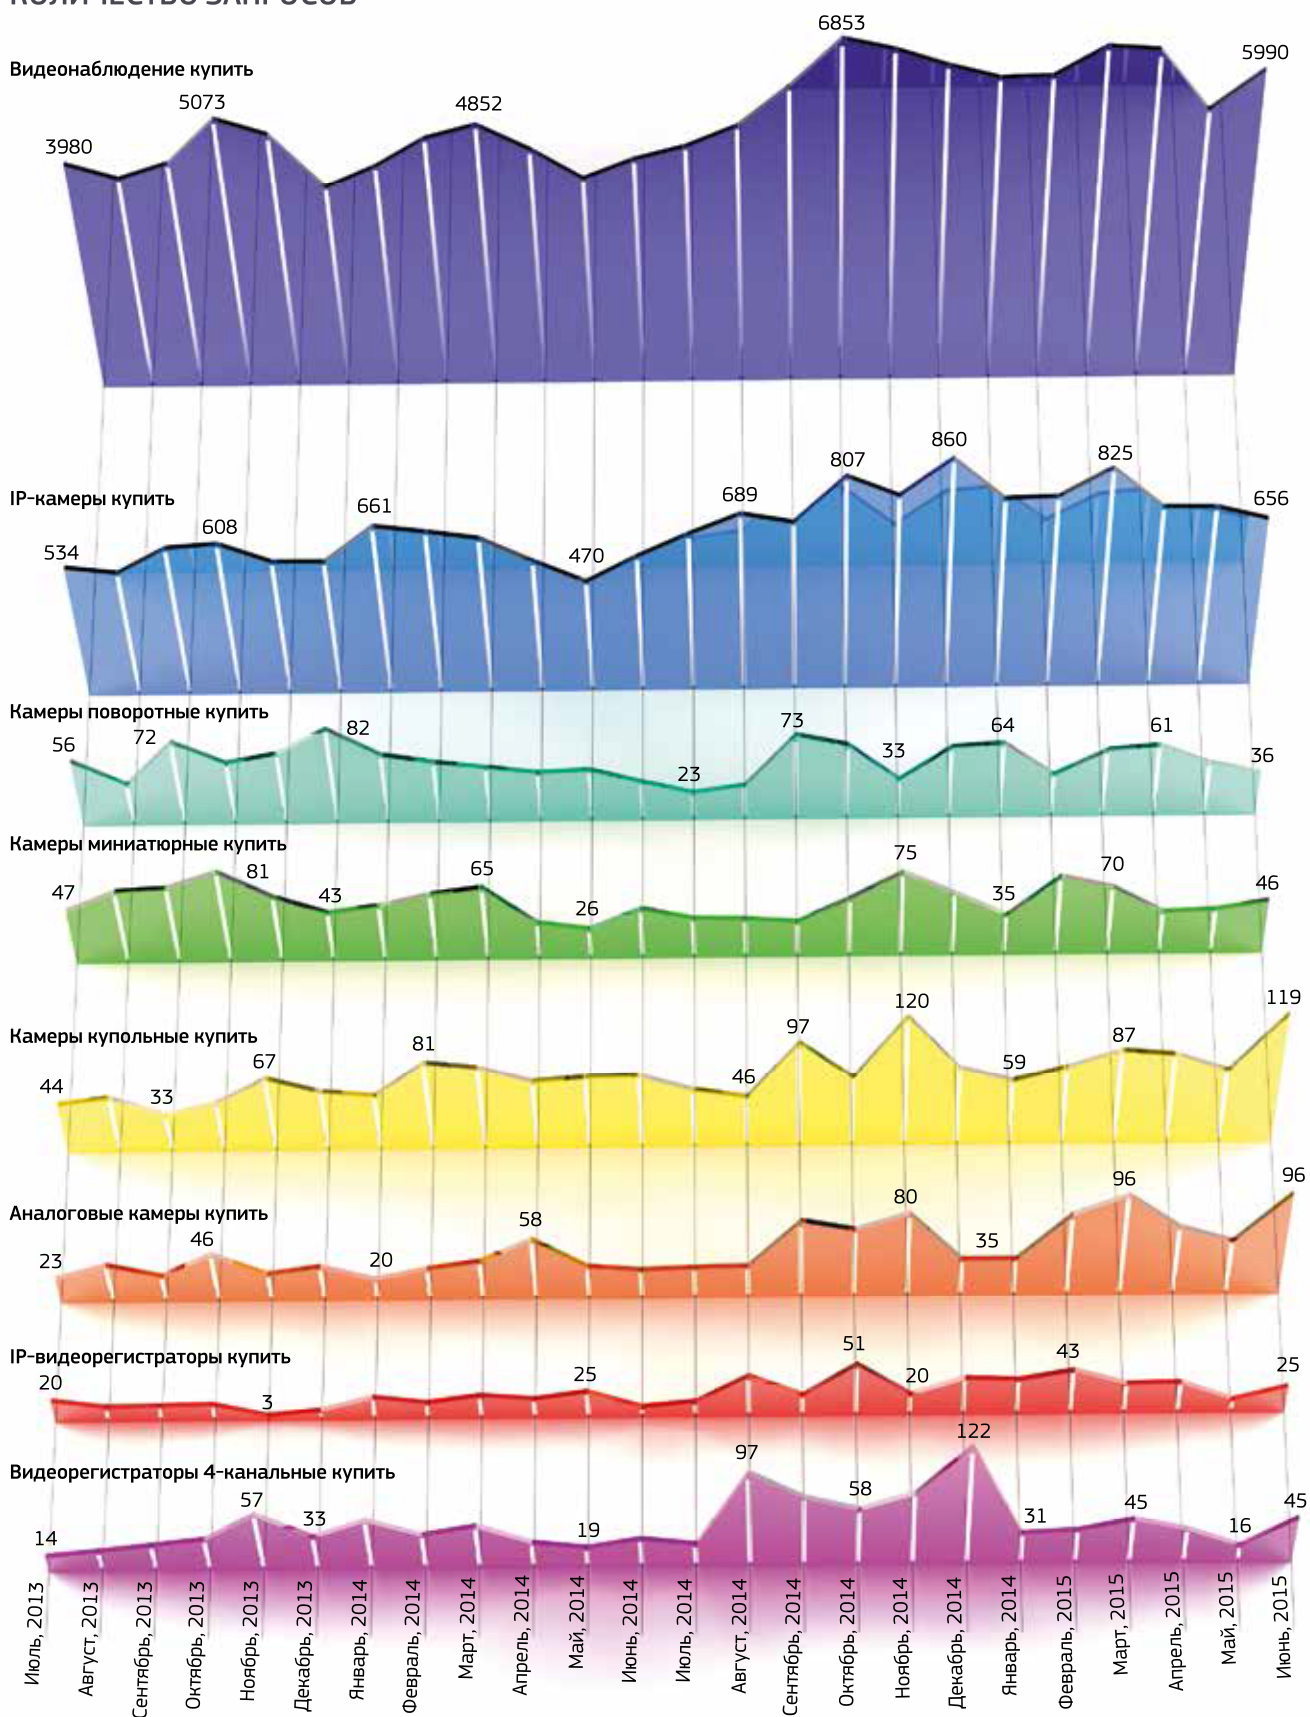 КОЛИЧЕСТВО ЗАПРОСОВ
Видеонаблюдение купить
3980
5073
4852
6853
5990
IP-камеры купить
534
608
661
470
689
807
860
825
656
Камеры поворотные купить
56
72
82
23
73
33
64
61
36
Камеры миниатюрные купить
47
81
43
65
26
75
35
70
46
Камеры купольные купить
44
33
67
81
46
97
120
59
87
119
Аналоговые камеры купить
23
46
20
58
80
35
96
96
IP-видеорегистраторы купить
20
3
25
51
20
43
25
Видеорегистраторы 4-канальные купить
14
57
33
19
97
58
122
31
45
16
45
Июль, 2013
Август, 2013
Сентябрь, 2013
Октябрь, 2013
Ноябрь, 2013
Декабрь, 2013
Январь, 2014
Февраль, 2014
Март, 2014
Апрель, 2014
Май, 2014
Июнь, 2014
Июль, 2014
Август, 2014
Сентябрь, 2014
Октябрь, 2014
Ноябрь, 2014
Декабрь, 2014
Январь, 2014
Февраль, 2015
Март, 2015
Апрель, 2015
Май, 2015
Июнь, 2015